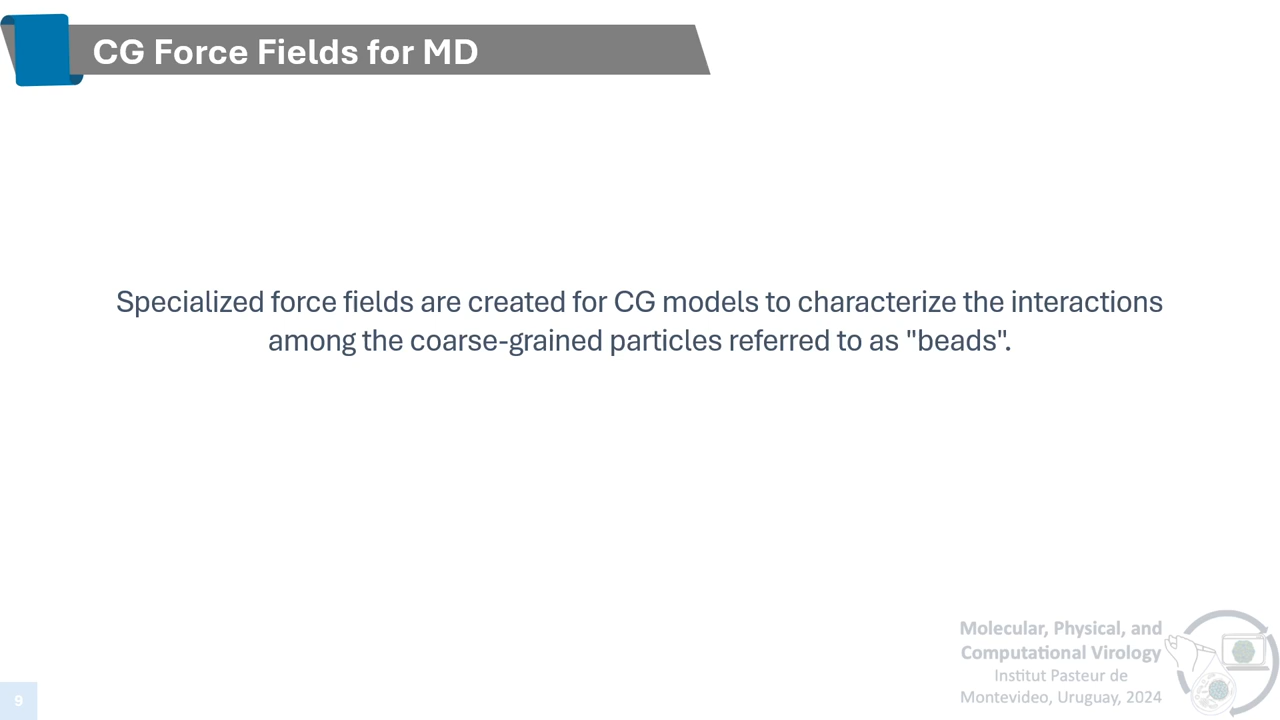 CG Force Fields for MD
Specialized force fields are created for CG models to characterize the interactions
among the coarse-grained particles referred to as "beads".
Molecular, Physical, and
Computational Virology
Institut Pasteur de
Montevideo, Uruguay, 2024
9